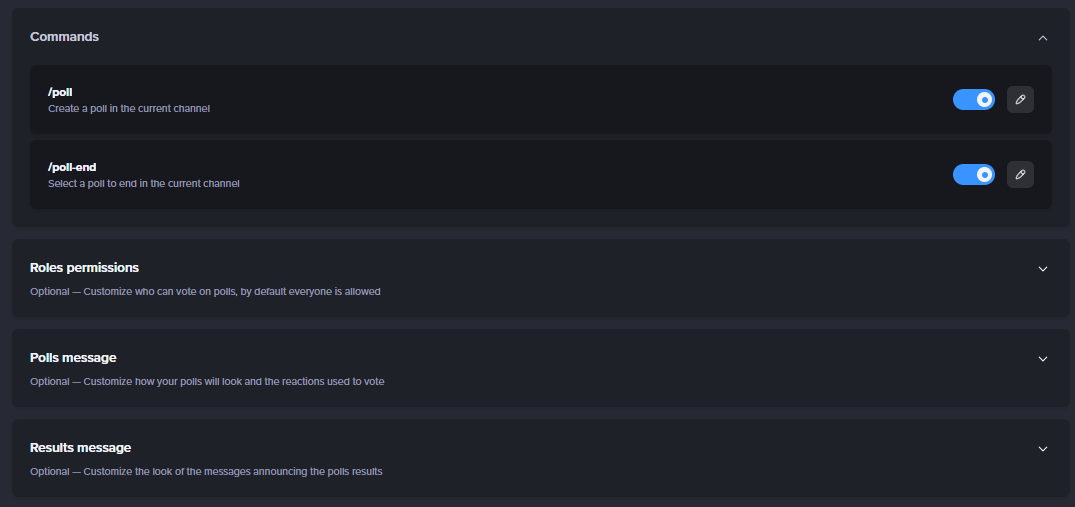 Commands
/poll
Create a poll in the current channel
/poll-end
Select a poll to end in the current channel
Roles permissions
Optional — Customize who can vote on polls, by default everyone is allowed
Polls message
Optional — Customize how your polls will look and the reactions used to vote
Results message
Optional — Customize the look of the messages announcing the polls results